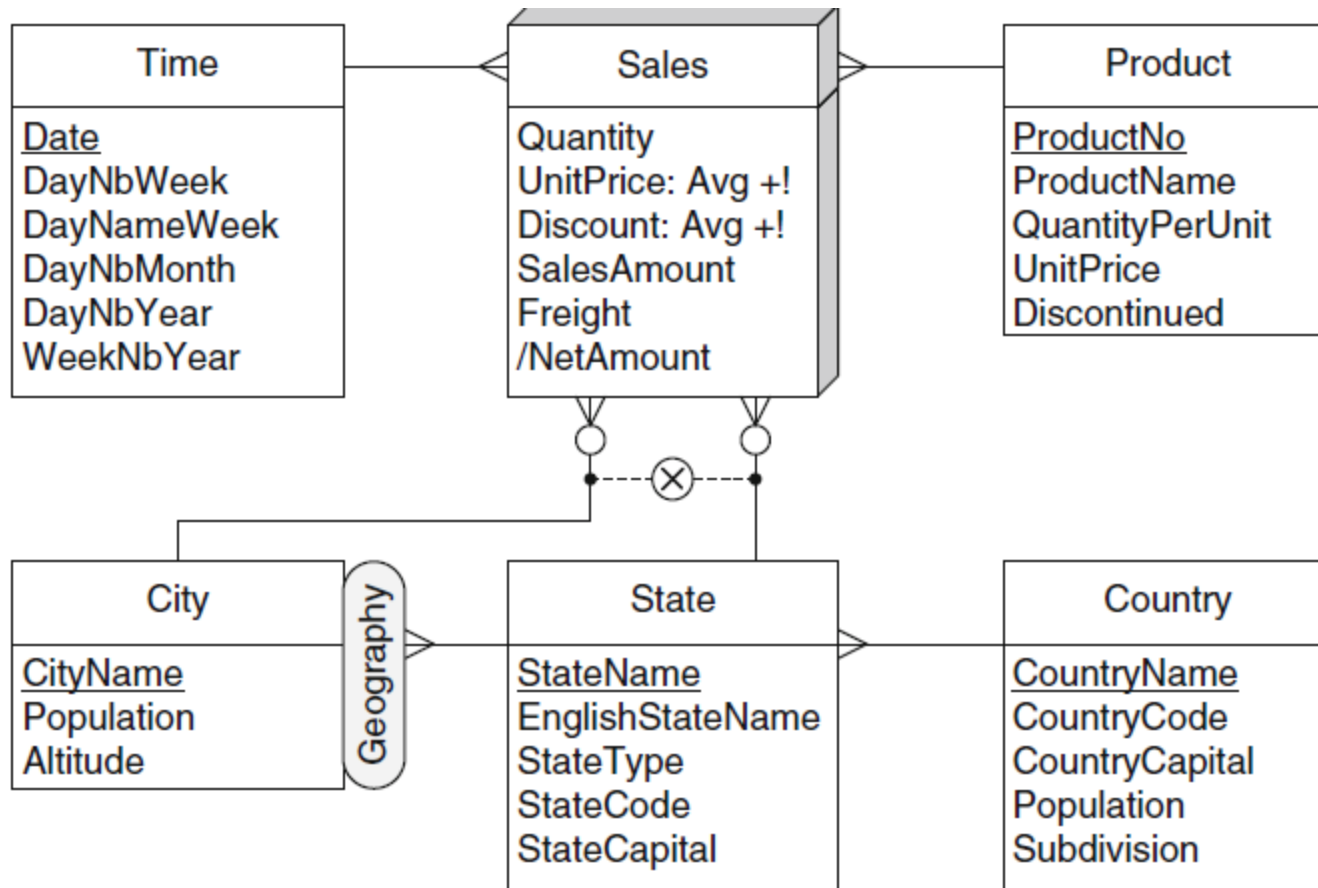 Time
Date
DayNbWeek
DayNameWeek
DayNbMonth
DayNbYear
WeekNbYear
Sales
Quantity
UnitPrice: Avg +!
Discount: Avg +!
SalesAmount
Freight
/NetAmount
Product
ProductNo
ProductName
QuantityPerUnit
UnitPrice
Discontinued
City
CityName
Population
Altitude
Geography
State
StateName
EnglishStateName
StateType
StateCode
StateCapital
Country
CountryName
CountryCode
CountryCapital
Population
Subdivision